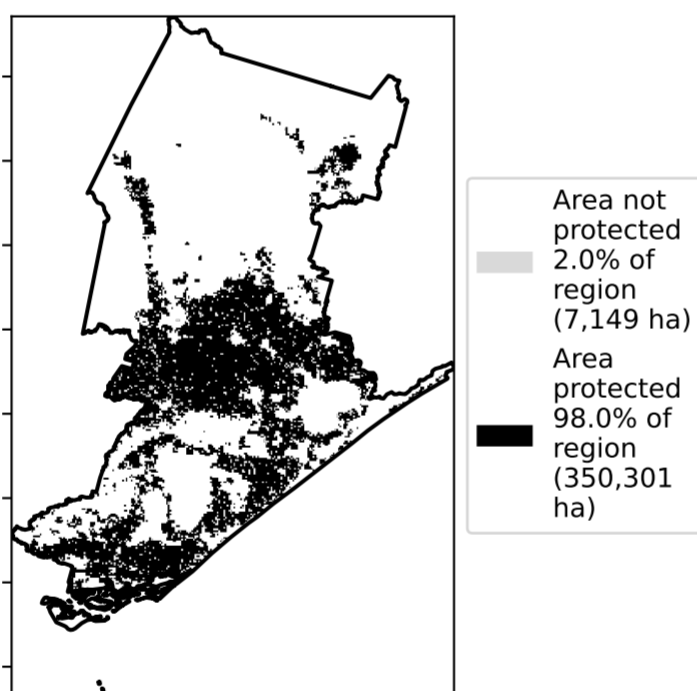 Area not
protected
2.0% of
region
(7,149 ha)
Area
protected
98.0% of
region
(350,301
ha)